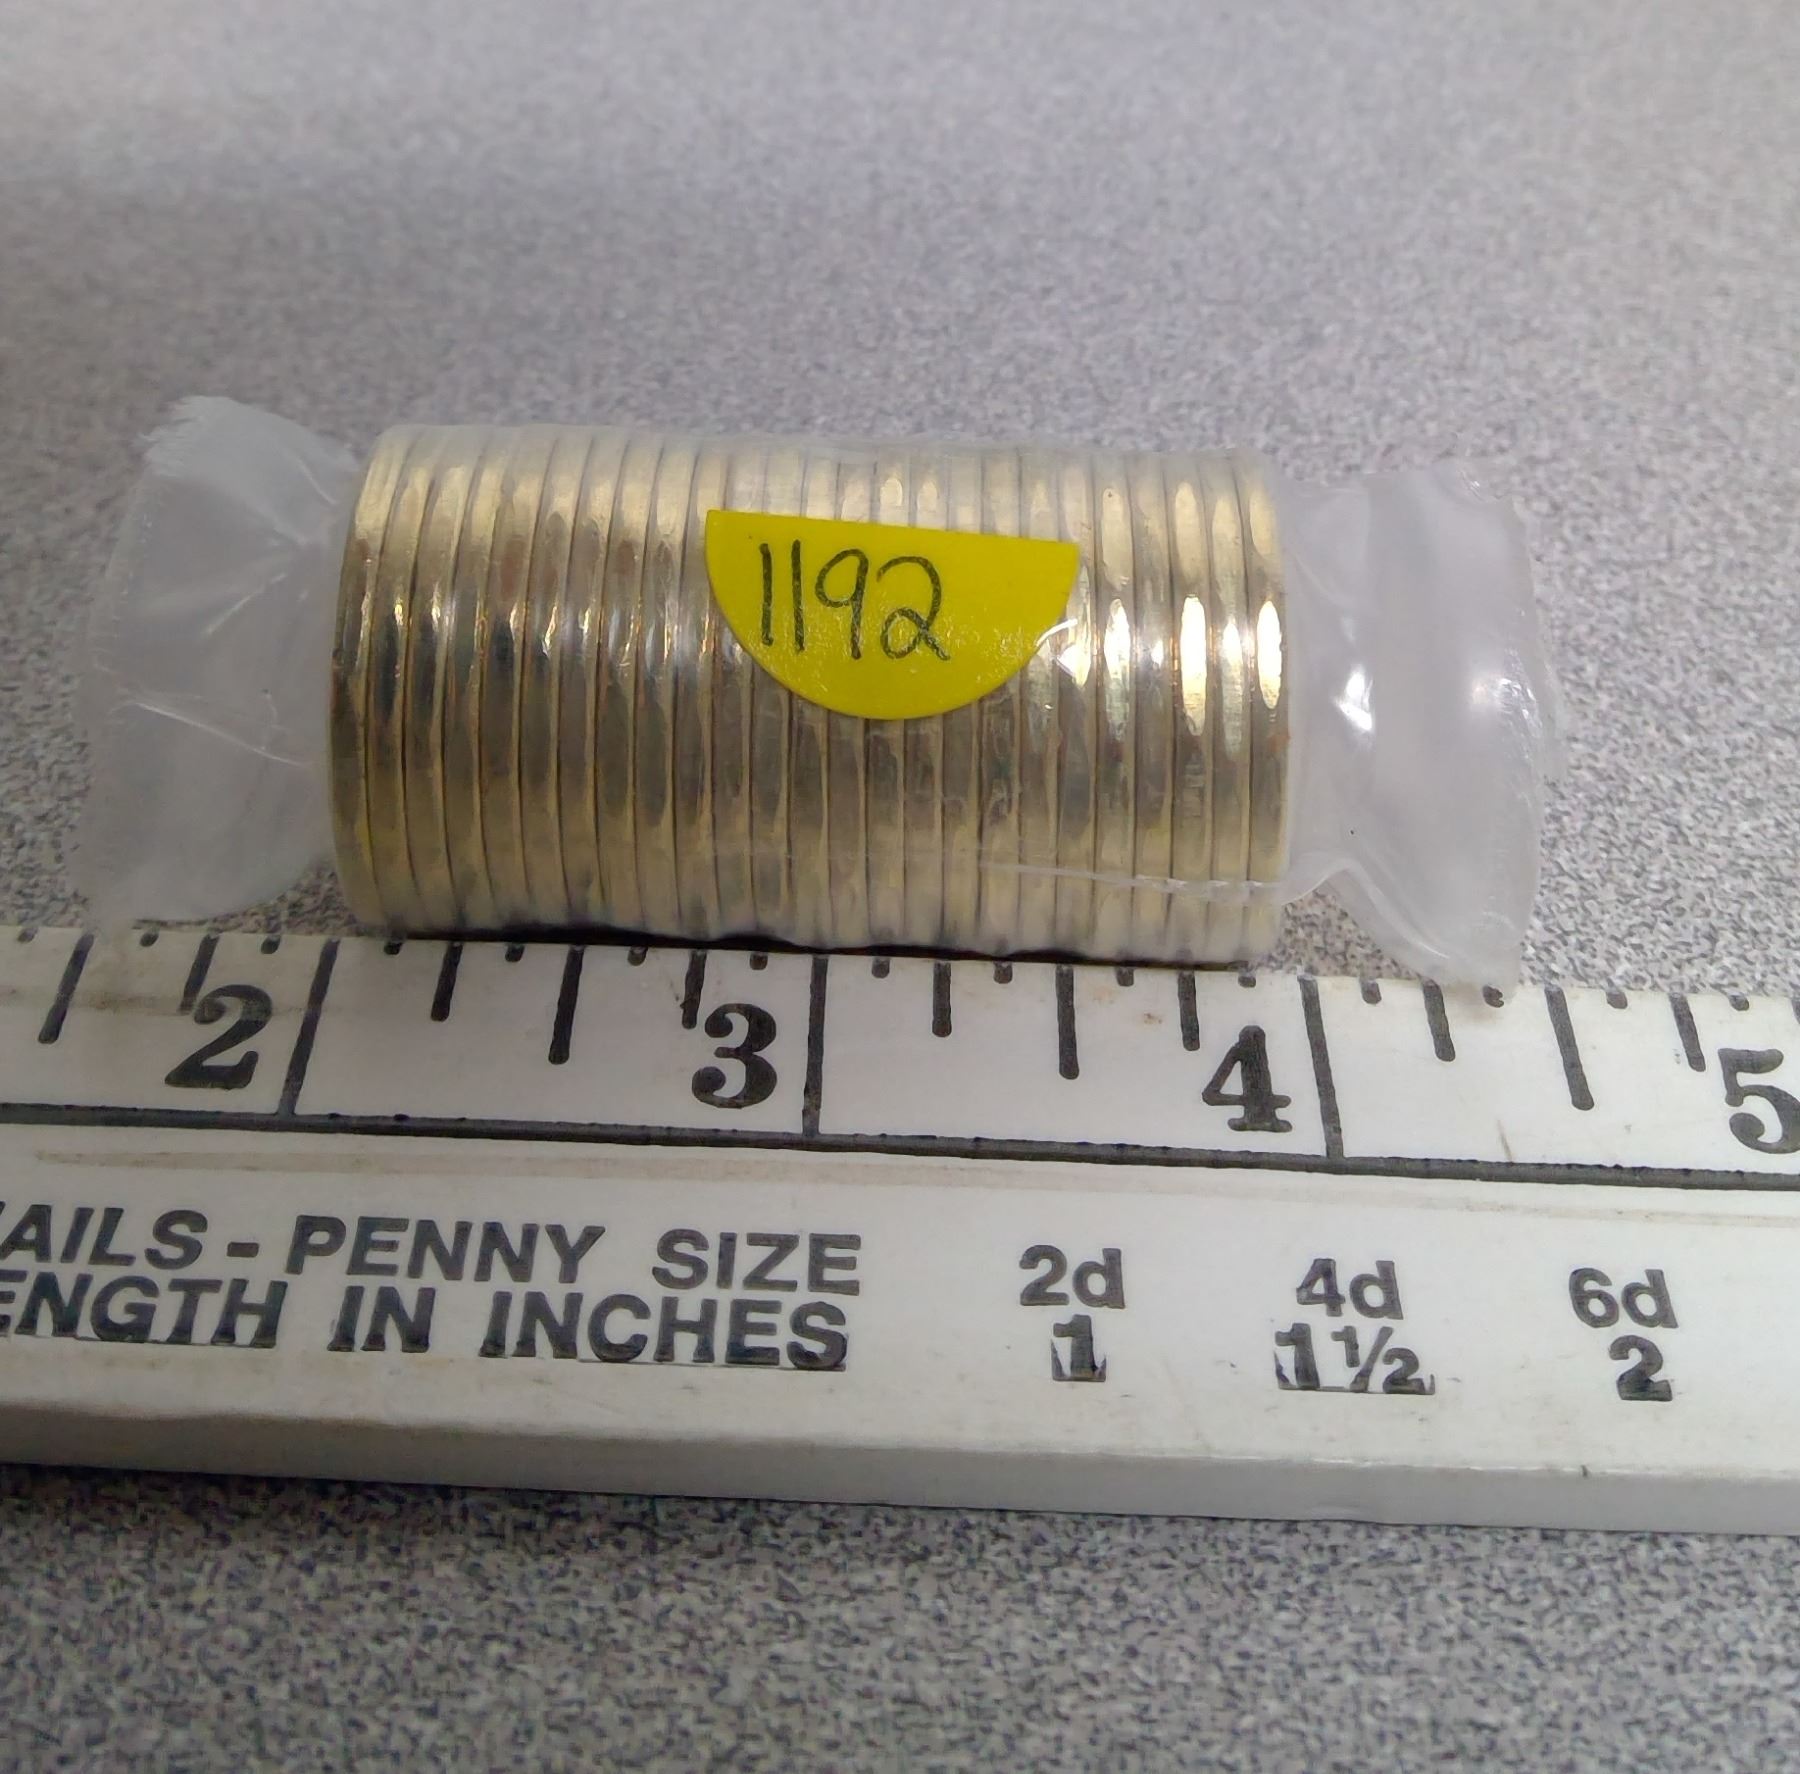 1192
2 3 4 5
AILS - PENNY SIZE 2d 4d 6d
ENGTH IN INCHES 1 1½ 2